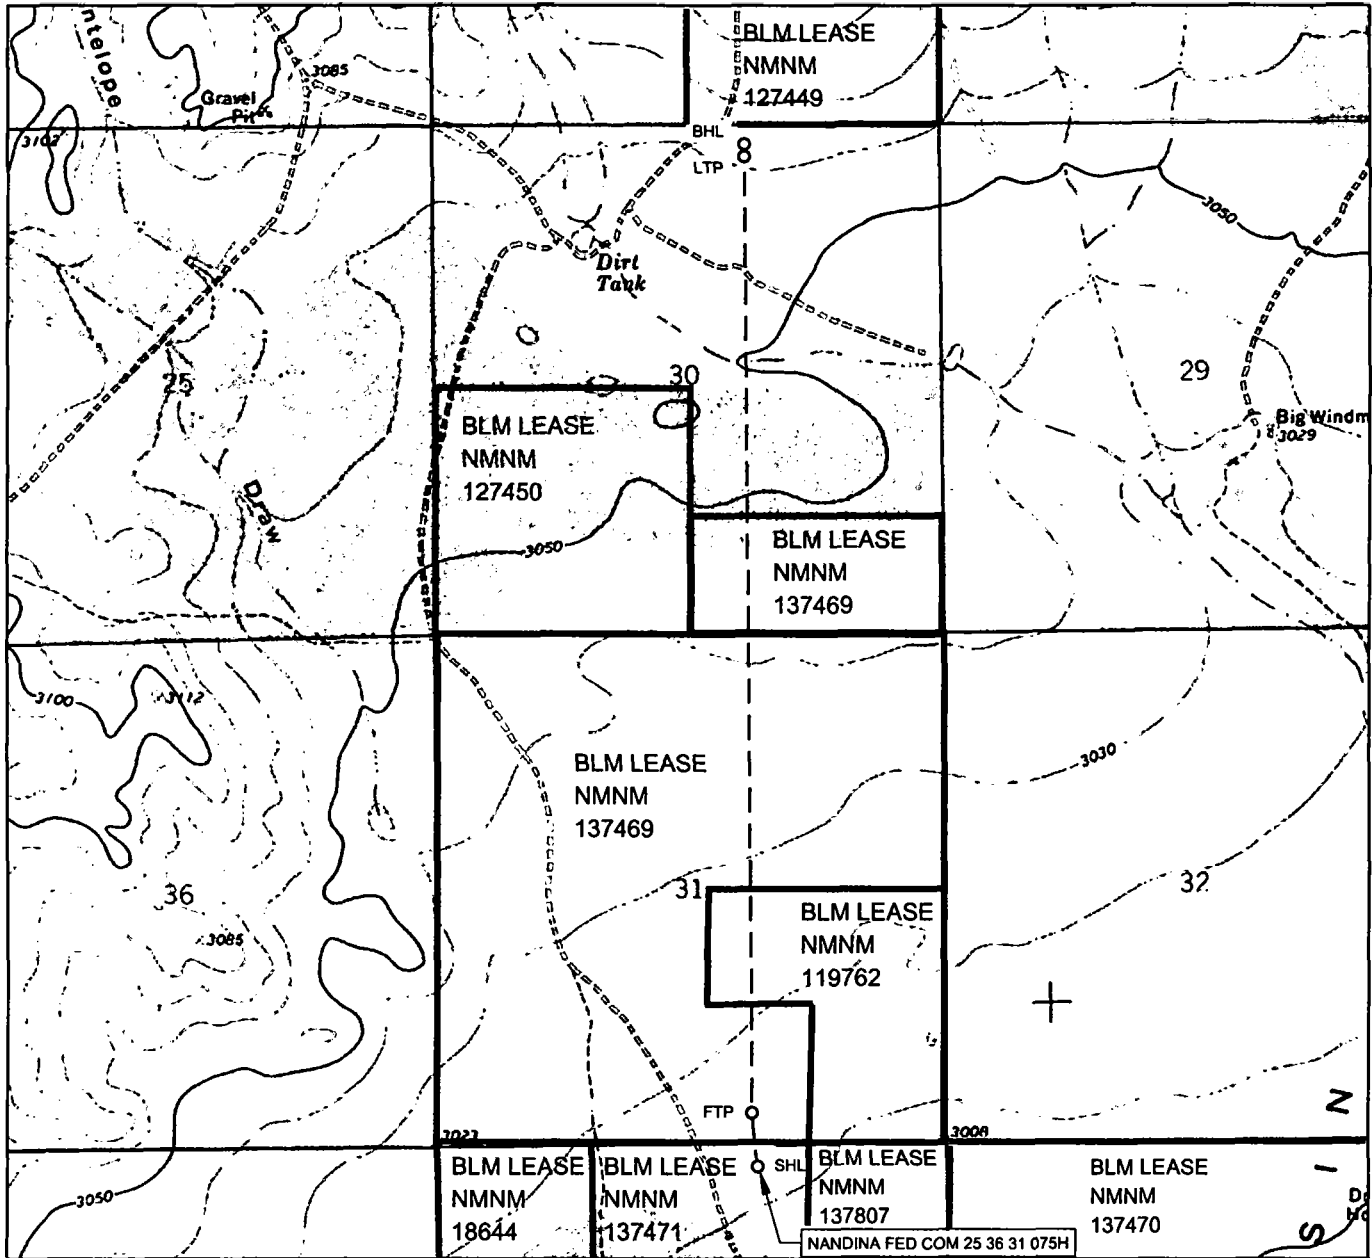 ntelope
3085
Gravel
Pit
3102
BLM LEASE
NMNM
127449
BHL
LTP
3050
Dirt
Tank
25
30
29
BLM LEASE
NMNM
127450
Big Windm
3029
Draw
3050
BLM LEASE
NMNM
137469
3100
3112
BLM LEASE
NMNM
137469
3030
36
31
32
3085
BLM LEASE
NMNM
119762
FTP
3023
3008
N
I
S
3050
BLM LEASE
NMNM
18644
BLM LEASE
NMNM
137471
SHL
BLM LEASE
NMNM
137807
BLM LEASE
NMNM
137470
NANDINA FED COM 25 36 31 075H